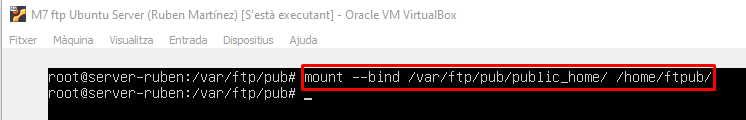 M7 ftp Ubuntu Server (Ruben Martínez) [S'està executant] - Oracle VM VirtualBox
Fitxer Màquina Visualitza Entrada Dispositius Ajuda
root@server-ruben:/var/ftp/pub# mount --bind /var/ftp/pub/public_home/ /home/ftpub/
root@server-ruben:/var/ftp/pub# _